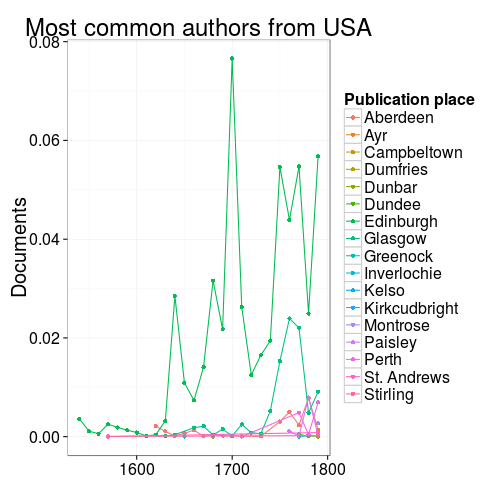 Most common authors from USA
Documents
0.08
0.06
0.04
0.02
0.00
1600
1700
1800
Publication place
Aberdeen
Ayr
Campbeltown
Dumfries
Dunbar
Dundee
Edinburgh
Glasgow
Greenock
Inverlochie
Kelso
Kirkcudbright
Montrose
Paisley
Perth
St. Andrews
Stirling